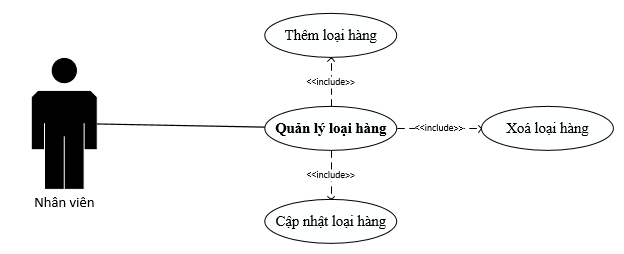 Thêm loại hàng
<<include>>
Quản lý loại hàng
<<include>>
Xoá loại hàng
<<include>>
Nhân viên
Cập nhật loại hàng